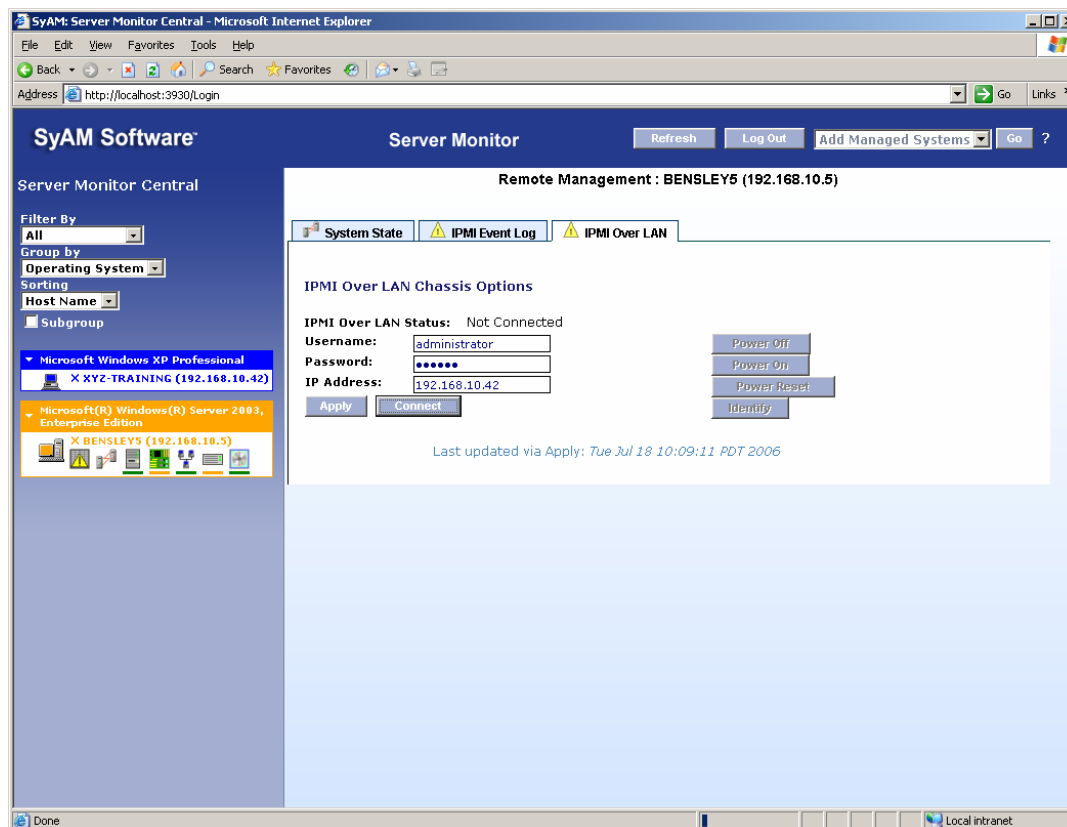 SyAM: Server Monitor Central - Microsoft Internet Explorer
File Edit View Favorites Tools Help
Back Search Favorites
Address http://localhost:3930/Login Go Links
SyAM Software™ Server Monitor Refresh Log Out Add Managed Systems Go ?
Server Monitor Central
Filter By
All
Group by
Operating System
Sorting
Host Name
Subgroup
Microsoft Windows XP Professional
XYZ-TRAINING (192.168.10.42)
Microsoft(R) Windows(R) Server 2003, Enterprise Edition
BENSLEY5 (192.168.10.5)
Remote Management : BENSLEY5 (192.168.10.5)
System State IPMI Event Log IPMI Over LAN
IPMI Over LAN Chassis Options
IPMI Over LAN Status: Not Connected
Username: administrator
Password: ••••••
IP Address: 192.168.10.42
Apply Connect
Power Off
Power On
Power Reset
Identify
Last updated via Apply: Tue Jul 18 10:09:11 PDT 2006
Done Local intranet